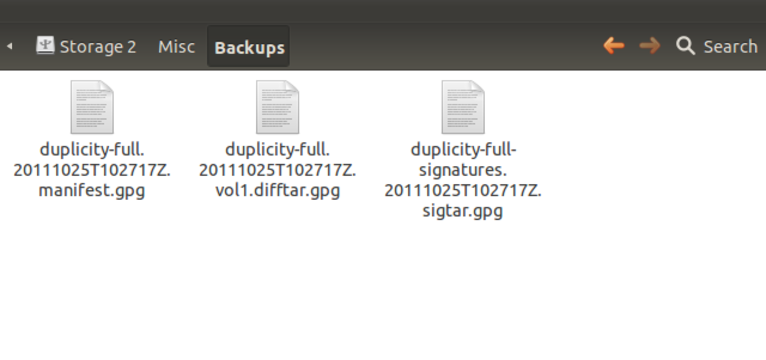 Storage 2 Misc Backups Search
duplicity-full.
20111025T102717Z.
manifest.gpg
duplicity-full.
20111025T102717Z.
vol1.difftar.gpg
duplicity-full-
signatures.
20111025T102717Z.
sigtar.gpg